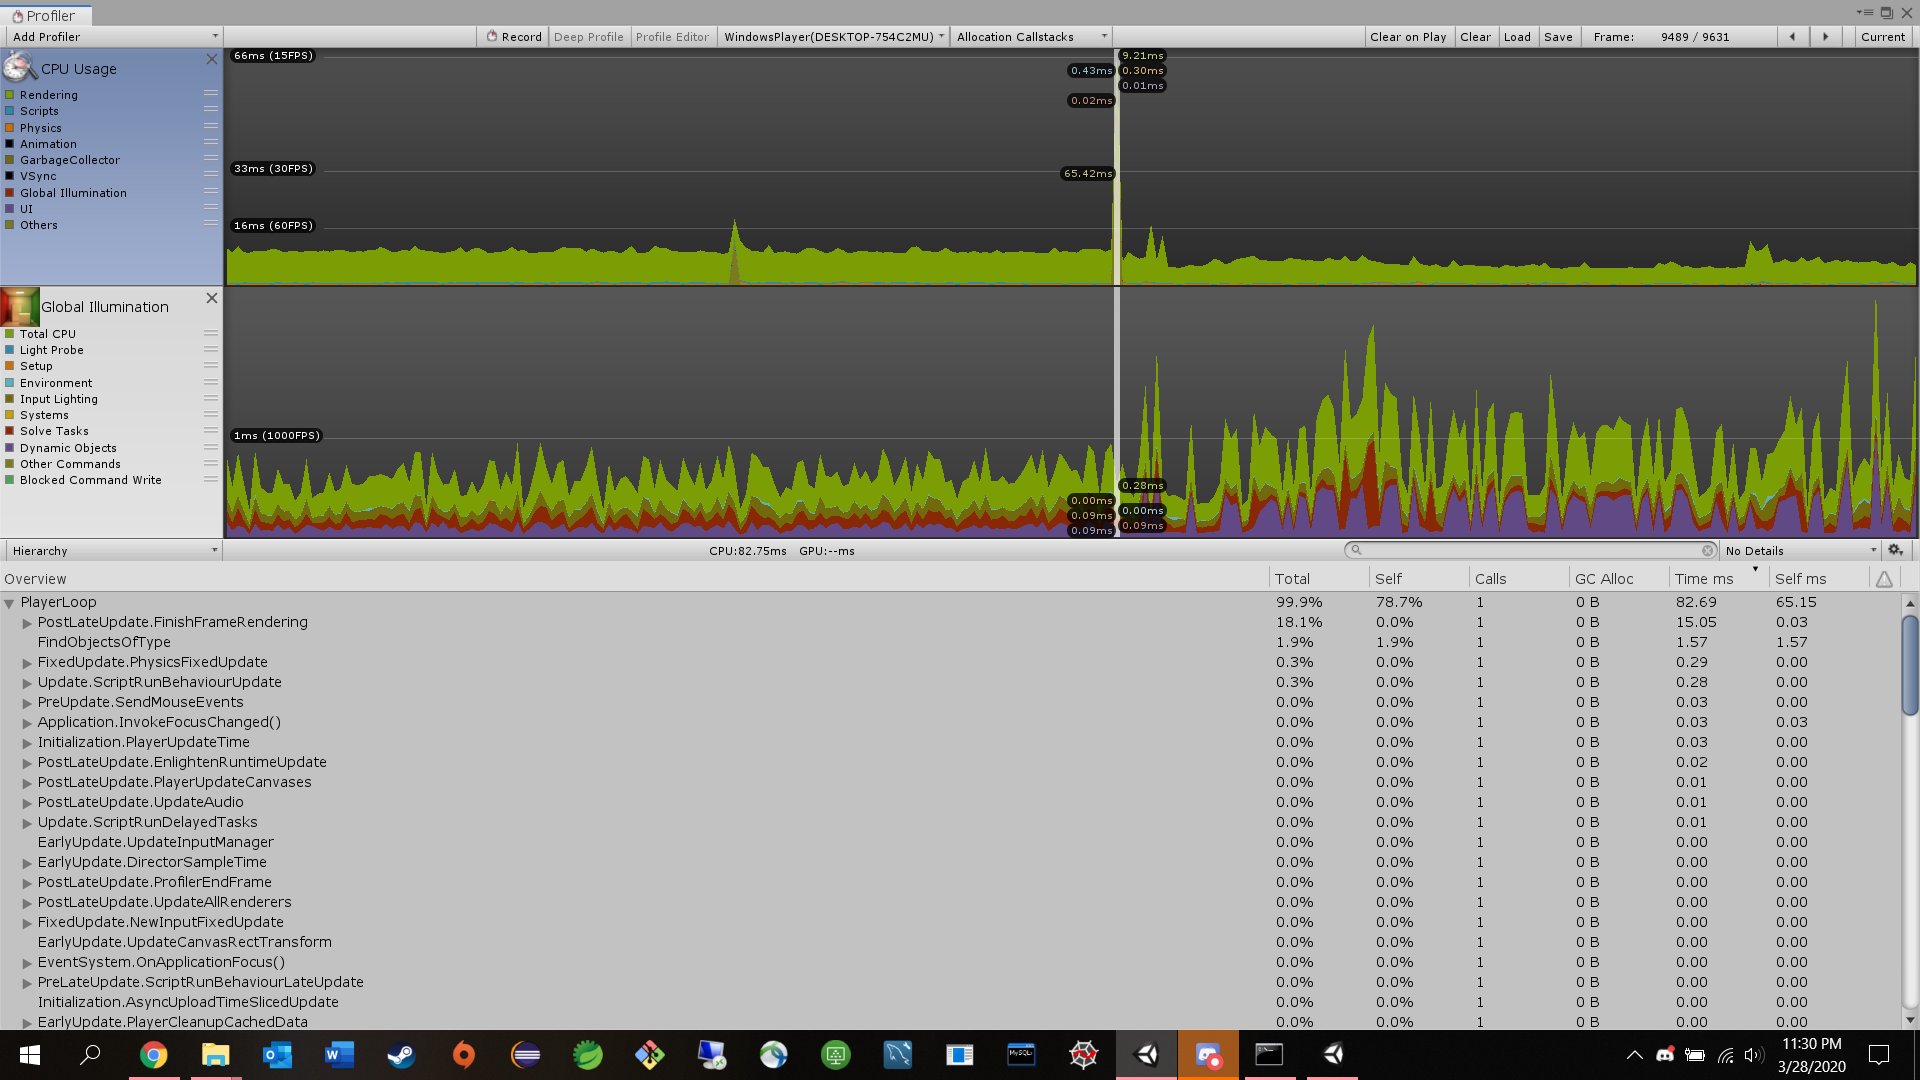 Profiler
Add Profiler Record Deep Profile Profile Editor WindowsPlayer(DESKTOP-754C2MU) Allocation Callstacks Clear on Play Clear Load Save Frame: 9489 / 9631 Current
CPU Usage
Rendering
Scripts
Physics
Animation
GarbageCollector
VSync
Global Illumination
UI
Others
66ms (15FPS)
33ms (30FPS)
16ms (60FPS)
9.21ms
0.43ms 0.30ms
0.01ms
0.02ms
65.42ms
Global Illumination
Total CPU
Light Probe
Setup
Environment
Input Lighting
Systems
Solve Tasks
Dynamic Objects
Other Commands
Blocked Command Write
1ms (1000FPS)
0.28ms
0.00ms
0.00ms
0.09ms
0.09ms
0.09ms
Hierarchy CPU:82.75ms GPU:--ms No Details
Overview Total Self Calls GC Alloc Time ms Self ms
PlayerLoop 99.9% 78.7% 1 0 B 82.69 65.15
PostLateUpdate.FinishFrameRendering 18.1% 0.0% 1 0 B 15.05 0.03
FindObjectsOfType 1.9% 1.9% 1 0 B 1.57 1.57
FixedUpdate.PhysicsFixedUpdate 0.3% 0.0% 1 0 B 0.29 0.00
Update.ScriptRunBehaviourUpdate 0.3% 0.0% 1 0 B 0.28 0.00
PreUpdate.SendMouseEvents 0.0% 0.0% 1 0 B 0.03 0.00
Application.InvokeFocusChanged() 0.0% 0.0% 1 0 B 0.03 0.03
Initialization.PlayerUpdateTime 0.0% 0.0% 1 0 B 0.03 0.00
PostLateUpdate.EnlightenRuntimeUpdate 0.0% 0.0% 1 0 B 0.02 0.00
PostLateUpdate.PlayerUpdateCanvases 0.0% 0.0% 1 0 B 0.01 0.00
PostLateUpdate.UpdateAudio 0.0% 0.0% 1 0 B 0.01 0.00
Update.ScriptRunDelayedTasks 0.0% 0.0% 1 0 B 0.01 0.00
EarlyUpdate.UpdateInputManager 0.0% 0.0% 1 0 B 0.00 0.00
EarlyUpdate.DirectorSampleTime 0.0% 0.0% 1 0 B 0.00 0.00
PostLateUpdate.ProfilerEndFrame 0.0% 0.0% 1 0 B 0.00 0.00
PostLateUpdate.UpdateAllRenderers 0.0% 0.0% 1 0 B 0.00 0.00
FixedUpdate.NewInputFixedUpdate 0.0% 0.0% 1 0 B 0.00 0.00
EarlyUpdate.UpdateCanvasRectTransform 0.0% 0.0% 1 0 B 0.00 0.00
EventSystem.OnApplicationFocus() 0.0% 0.0% 1 0 B 0.00 0.00
PreLateUpdate.ScriptRunBehaviourLateUpdate 0.0% 0.0% 1 0 B 0.00 0.00
Initialization.AsyncUploadTimeSlicedUpdate 0.0% 0.0% 1 0 B 0.00 0.00
EarlyUpdate.PlayerCleanupCachedData 0.0% 0.0% 1 0 B 0.00 0.00
MySQL
11:30 PM
3/28/2020